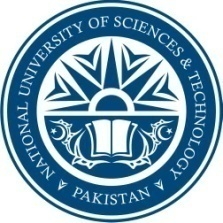 NATIONAL UNIVERSITY OF SCIENCES & TECHNOLOGY
PAKISTAN